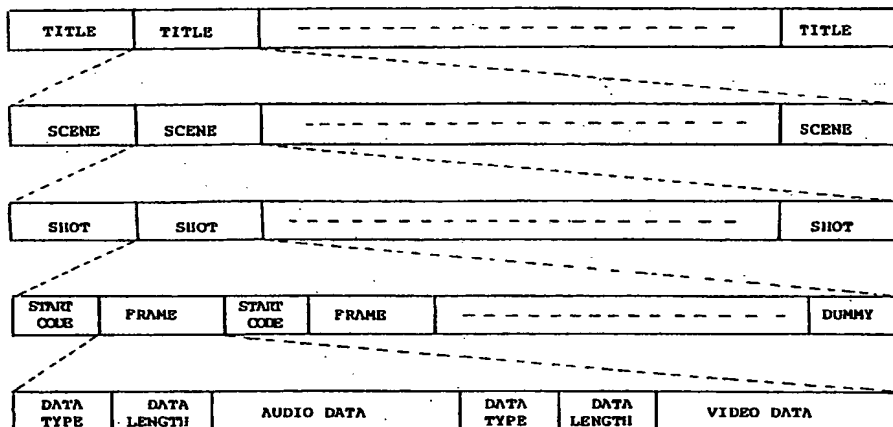 TITLE TITLE TITLE
SCENE SCENE SCENE
SHOT SHOT SHOT
START CODE FRAME START CODE FRAME DUMMY
DATA TYPE DATA LENGTH AUDIO DATA DATA TYPE DATA LENGTH VIDEO DATA